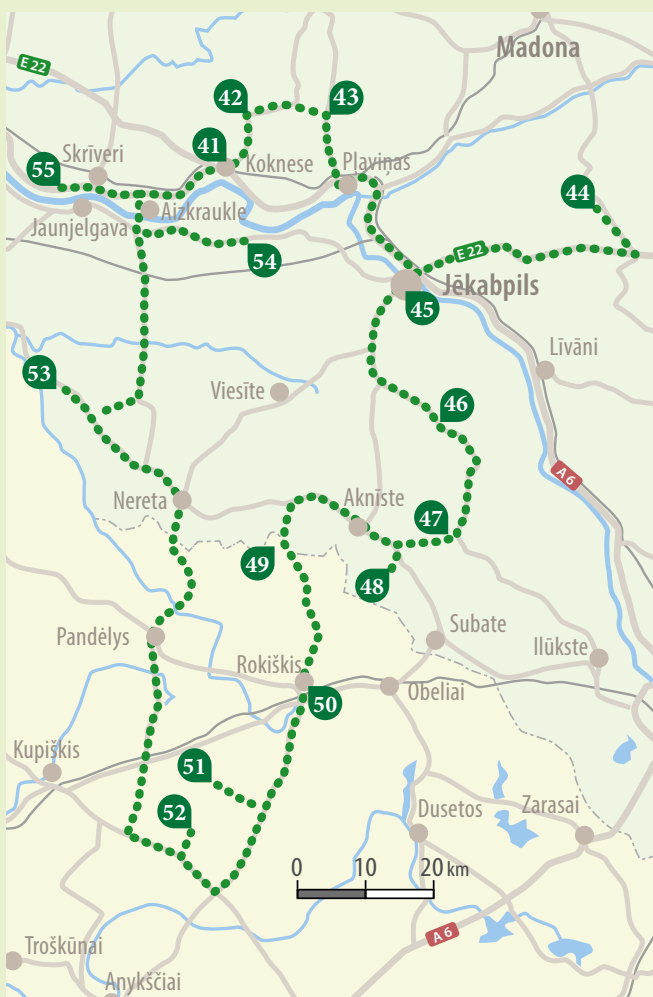 Madona
E 22
42
43
41
Koknese
Pļaviņas
55
Skrīveri
44
Jaunjelgava
Aizkraukle
54
E 22
Jēkabpils
45
53
Līvāni
Viesīte
46
A 6
Nereta
Aknīste
47
49
48
Subate
Pandėlys
Ilūkste
Rokiškis
50
Obeliai
Kupiškis
51
52
Dusetos
Zarasai
0 10 20 km
A 6
Troškūnai
Anykščiai